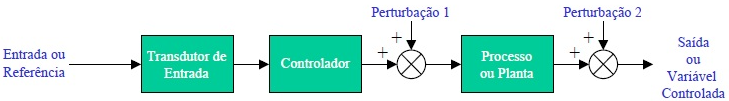 Perturbação 1
Perturbação 2
Entrada ou
Referência
Transdutor de
Entrada
Controlador
+
+
Processo
ou Planta
+
+
Saída
ou
Variável
Controlada